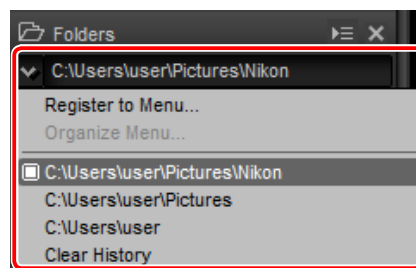 Folders
C:\Users\user\Pictures\Nikon
Register to Menu...
Organize Menu...
C:\Users\user\Pictures\Nikon
C:\Users\user\Pictures
C:\Users\user
Clear History